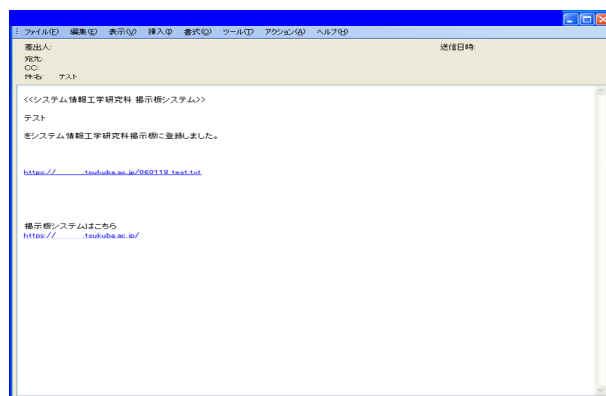 ファイル(F) 編集(E) 表示(V) 挿入(I) 書式(O) ツール(T) アクション(A) ヘルプ(H)
差出人: 送信日時:
宛先:
CC:
件名: テスト
<<システム情報工学研究科 掲示板システム>>
テスト
をシステム情報工学研究科掲示板に登録しました。
https:// .tsukuba.ac.jp/060118_test.txt
掲示板システムはこちら
https:// .tsukuba.ac.jp/